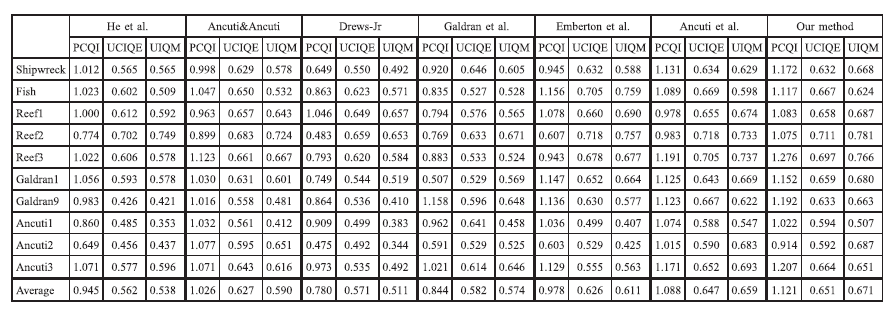 He et al. Ancuti&Ancuti Drews-Jr Galdran et al. Emberton et al. Ancuti et al. Our method
PCQI UCIQE UIQM PCQI UCIQE UIQM PCQI UCIQE UIQM PCQI UCIQE UIQM PCQI UCIQE UIQM PCQI UCIQE UIQM PCQI UCIQE UIQM
Shipwreck 1.012 0.565 0.565 0.998 0.629 0.578 0.649 0.550 0.492 0.920 0.646 0.605 0.945 0.632 0.588 1.131 0.634 0.629 1.172 0.632 0.668
Fish 1.023 0.602 0.509 1.047 0.650 0.532 0.863 0.623 0.571 0.835 0.527 0.528 1.156 0.705 0.759 1.089 0.669 0.598 1.117 0.667 0.624
Reef1 1.000 0.612 0.592 0.963 0.657 0.643 1.046 0.649 0.657 0.794 0.576 0.565 1.078 0.660 0.690 0.978 0.655 0.674 1.083 0.658 0.687
Reef2 0.774 0.702 0.749 0.899 0.683 0.724 0.483 0.659 0.653 0.769 0.633 0.671 0.607 0.718 0.757 0.983 0.718 0.733 1.075 0.711 0.781
Reef3 1.022 0.606 0.578 1.123 0.661 0.667 0.793 0.620 0.584 0.883 0.533 0.524 0.943 0.678 0.677 1.191 0.705 0.737 1.276 0.697 0.766
Galdran1 1.056 0.593 0.578 1.030 0.631 0.601 0.749 0.544 0.519 0.507 0.529 0.569 1.147 0.652 0.664 1.125 0.643 0.669 1.152 0.659 0.680
Galdran9 0.983 0.426 0.421 1.016 0.558 0.481 0.864 0.536 0.410 1.158 0.596 0.648 1.136 0.630 0.577 1.123 0.667 0.622 1.192 0.633 0.663
Ancuti1 0.860 0.485 0.353 1.032 0.561 0.412 0.909 0.499 0.383 0.962 0.641 0.458 1.036 0.499 0.407 1.074 0.588 0.547 1.022 0.594 0.507
Ancuti2 0.649 0.456 0.437 1.077 0.595 0.651 0.475 0.492 0.344 0.591 0.529 0.525 0.603 0.529 0.425 1.015 0.590 0.683 0.914 0.592 0.687
Ancuti3 1.071 0.577 0.596 1.071 0.643 0.616 0.973 0.535 0.492 1.021 0.614 0.646 1.129 0.555 0.563 1.171 0.652 0.693 1.207 0.664 0.651
Average 0.945 0.562 0.538 1.026 0.627 0.590 0.780 0.571 0.511 0.844 0.582 0.574 0.978 0.626 0.611 1.088 0.647 0.659 1.121 0.651 0.671